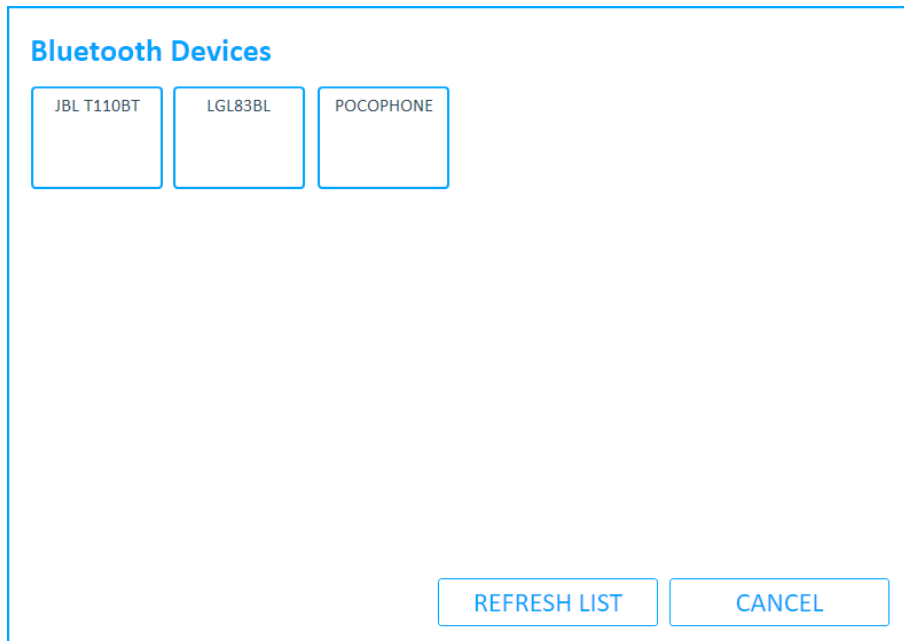 Bluetooth Devices
JBL T110BT LGL83BL POCOPHONE
REFRESH LIST CANCEL